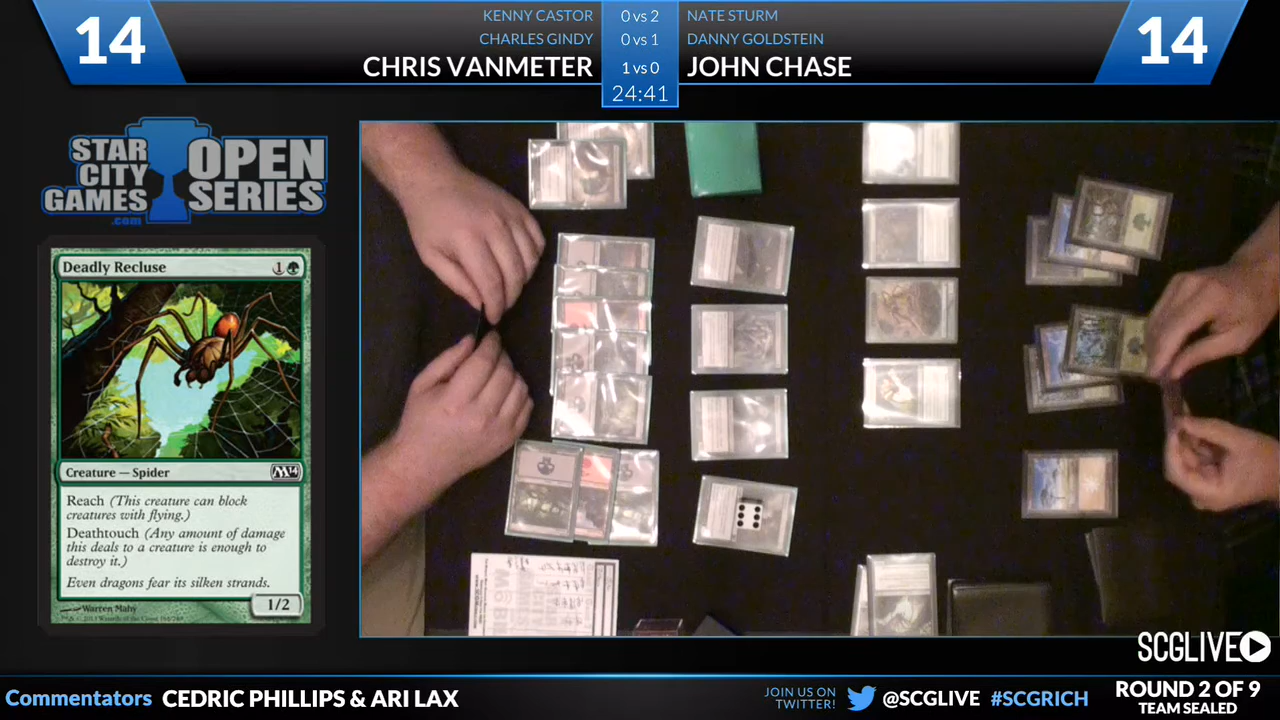 14
KENNY CASTOR 0 vs 2 NATE STURM
CHARLES GINDY 0 vs 1 DANNY GOLDSTEIN
CHRIS VANMETER 1 vs 0 JOHN CHASE
24:41
14
STAR CITY GAMES .com OPEN SERIES
Deadly Recluse 1
Creature — Spider M14
Reach (This creature can block
creatures with flying.)
Deathtouch (Any amount of damage
this deals to a creature is enough to
destroy it.)
Even dragons fear its silken strands.
Warren Mahy
1/2
SCGLIVE
Commentators CEDRIC PHILLIPS & ARI LAX
JOIN US ON
TWITTER!
@SCGLIVE #SCGRICH
ROUND 2 OF 9
TEAM SEALED